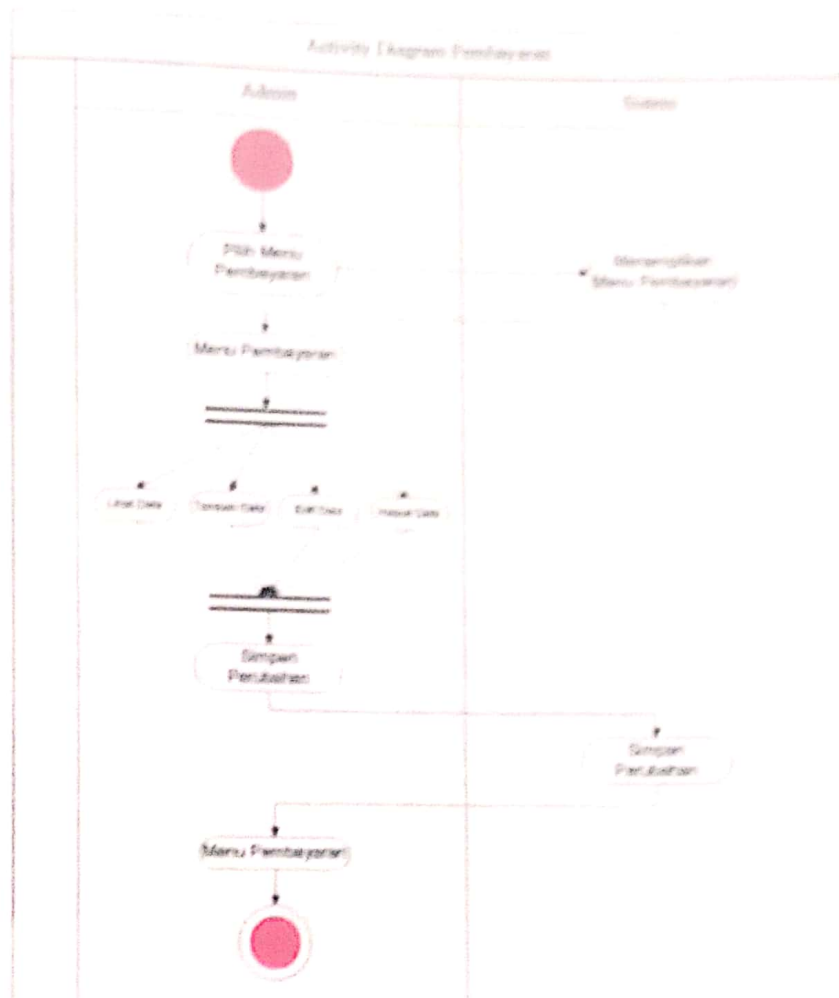 Activity Diagram Pembayaran
Admin
Pilih Menu
Pembayaran
Menampilkan
Menu Pembayaran
Menu Pembayaran
Lihat Data
Tambah Data
Edit Data
Hapus Data
Simpan
Perubahan
Simpan
Perubahan
Menu Pembayaran